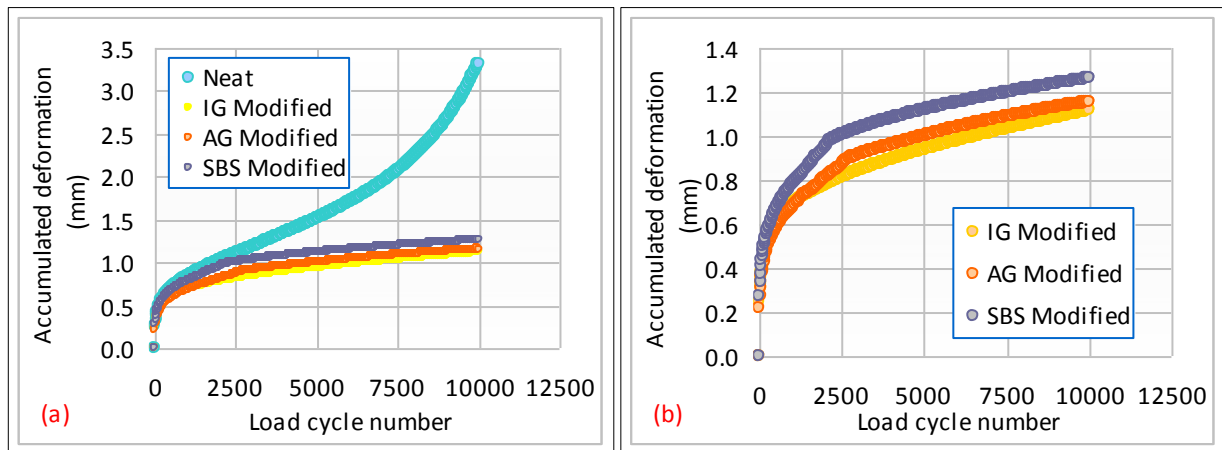 3.5
3.0
2.5
2.0
1.5
1.0
0.5
0.0
Accumulated deformation
(mm)
Neat
IG Modified
AG Modified
SBS Modified
0 2500 5000 7500 10000 12500
Load cycle number
(a)
1.4
1.2
1.0
0.8
0.6
0.4
0.2
0.0
Accumulated deformation
(mm)
IG Modified
AG Modified
SBS Modified
0 2500 5000 7500 10000 12500
Load cycle number
(b)